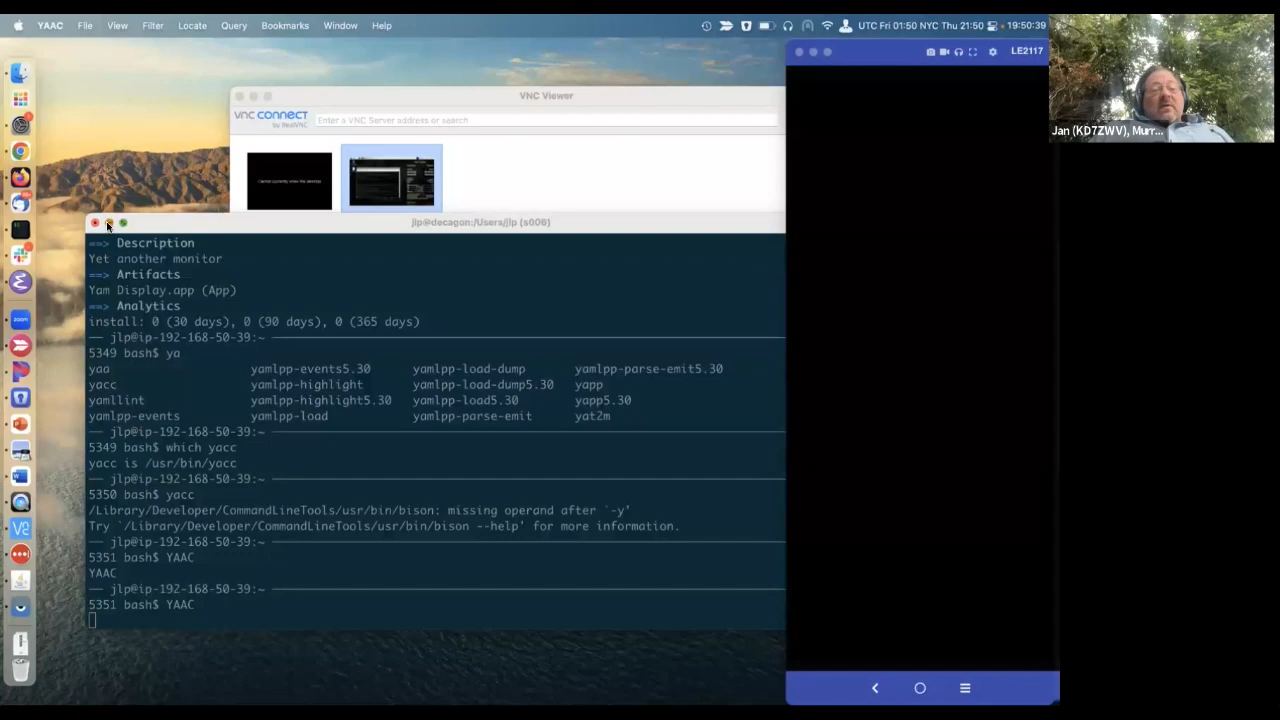 YAAC File View Filter Locate Query Bookmarks Window Help
UTC Fri 01:50 NYC Thu 21:50 19:50:39
LE2117
VNC Viewer
vnc connect
by RealVNC
Enter a VNC Server address or search
Cannot currently show the desktop
Jan (KD7ZWV), Murr...
jlp@decagon:/Users/jlp (s006)
==> Description
Yet another monitor
==> Artifacts
Yam Display.app (App)
==> Analytics
install: 0 (30 days), 0 (90 days), 0 (365 days)
— jlp@ip-192-168-50-39:~
5349 bash$ ya
yaa yamlpp-events5.30 yamlpp-load-dump yamlpp-parse-emit5.30
yacc yamlpp-highlight yamlpp-load-dump5.30 yapp
yamllint yamlpp-highlight5.30 yamlpp-load5.30 yapp5.30
yamlpp-events yamlpp-load yamlpp-parse-emit yat2m
— jlp@ip-192-168-50-39:~
5349 bash$ which yacc
yacc is /usr/bin/yacc
— jlp@ip-192-168-50-39:~
5350 bash$ yacc
/Library/Developer/CommandLineTools/usr/bin/bison: missing operand after `-y'
Try `/Library/Developer/CommandLineTools/usr/bin/bison --help' for more information.
— jlp@ip-192-168-50-39:~
5351 bash$ YAAC
YAAC
— jlp@ip-192-168-50-39:~
5351 bash$ YAAC
zoom